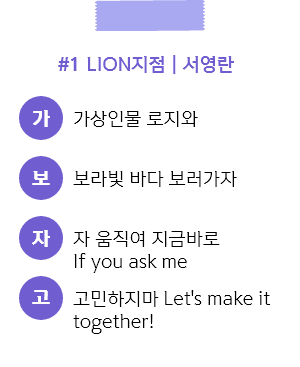 #1 LION지점 | 서영란
가 가상인물 로지와
보 보라빛 바다 보러가자
자 자 움직여 지금바로
If you ask me
고 고민하지마 Let's make it
together!